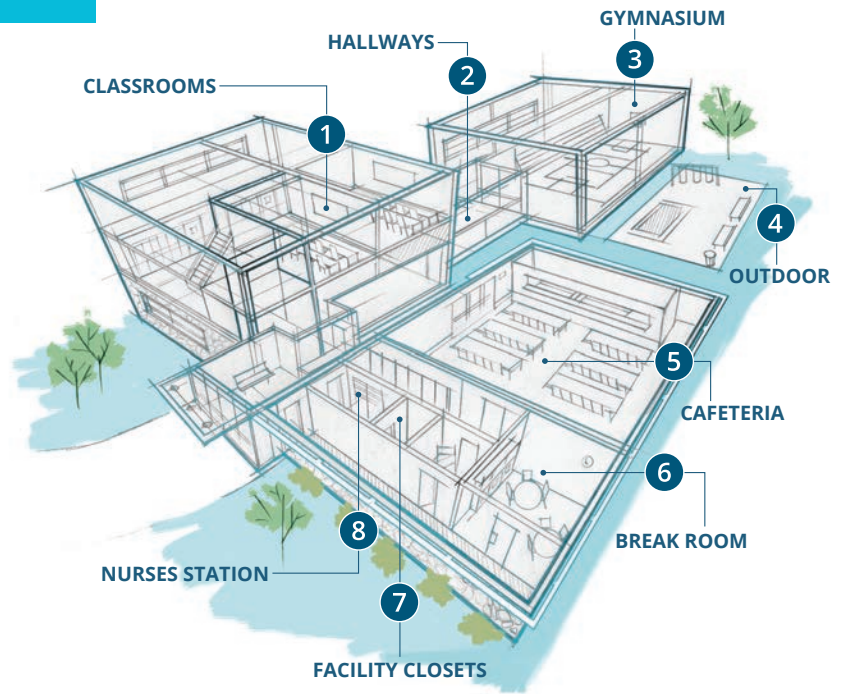 GYMNASIUM
3
HALLWAYS
2
CLASSROOMS
1
4
OUTDOOR
5
CAFETERIA
6
BREAK ROOM
8
NURSES STATION
7
FACILITY CLOSETS